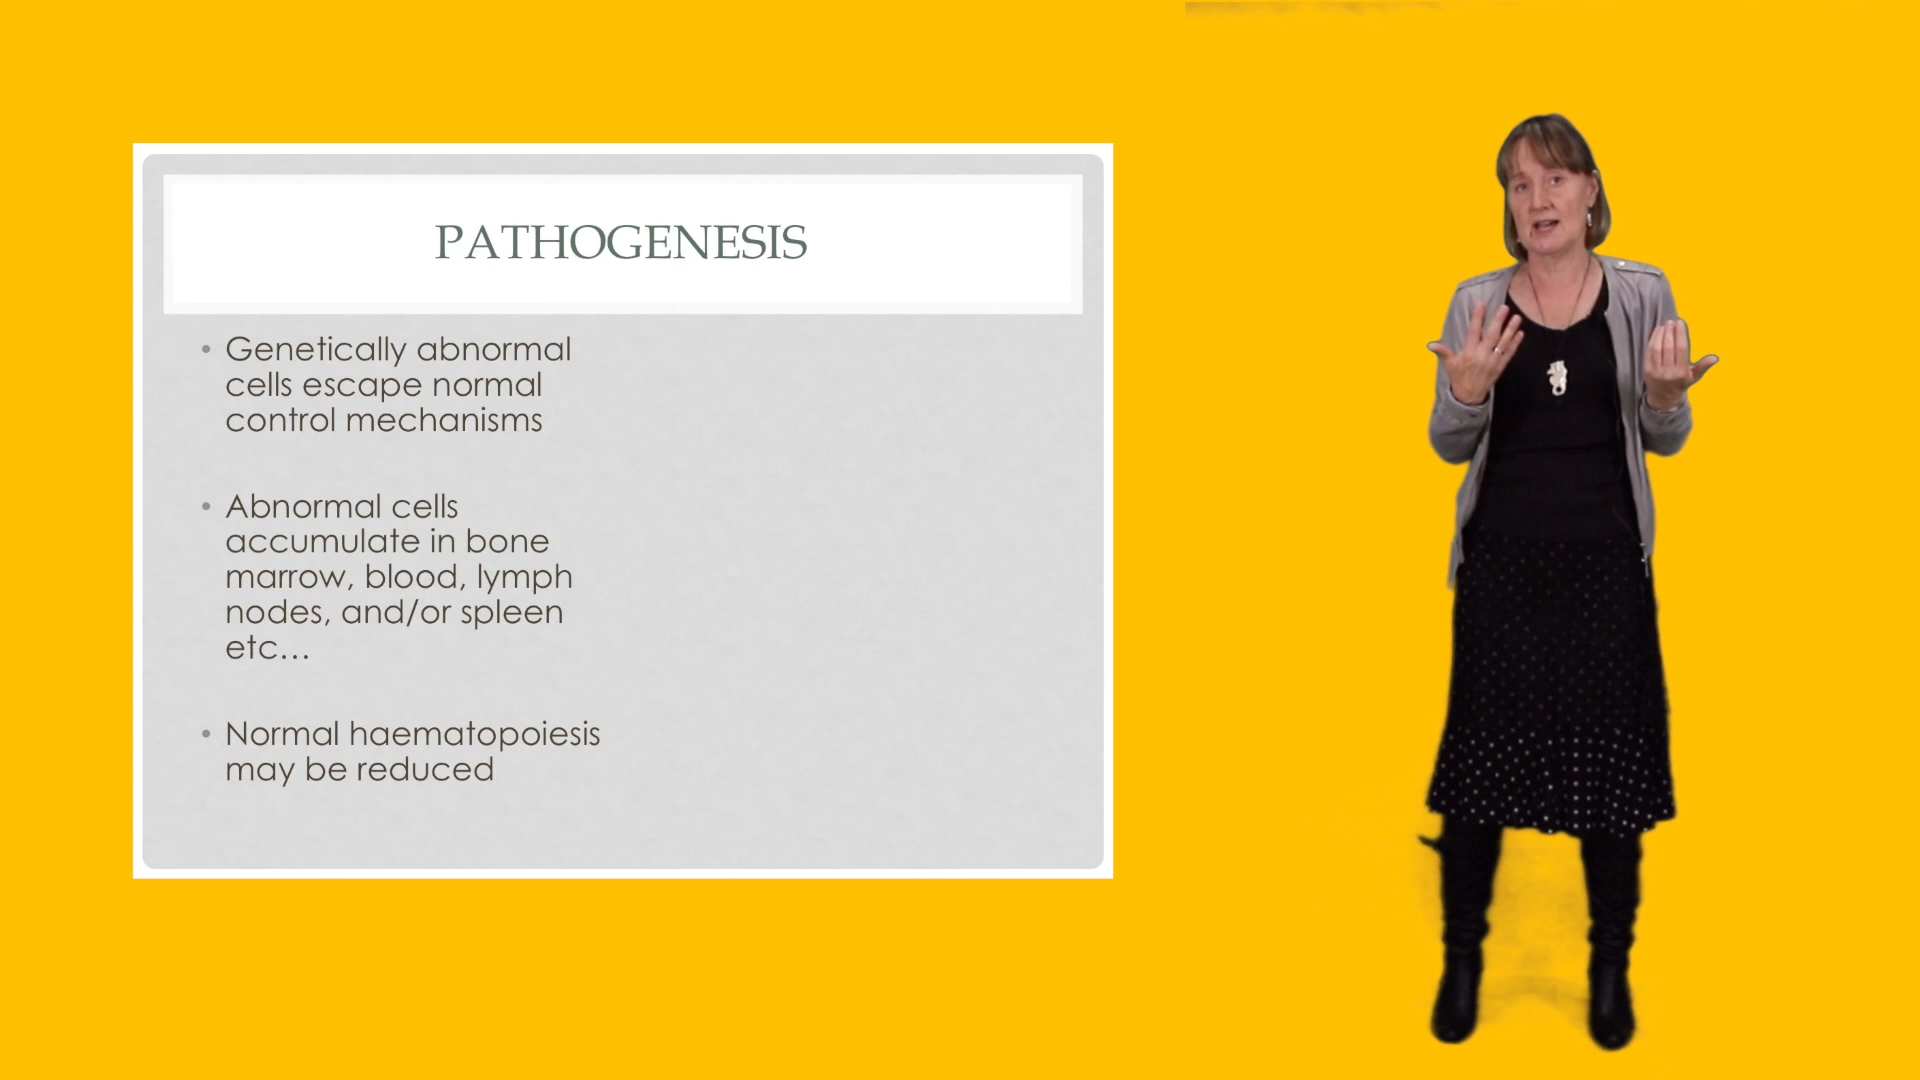 PATHOGENESIS
• Genetically abnormal
cells escape normal
control mechanisms
• Abnormal cells
accumulate in bone
marrow, blood, lymph
nodes, and/or spleen
etc…
• Normal haematopoiesis
may be reduced